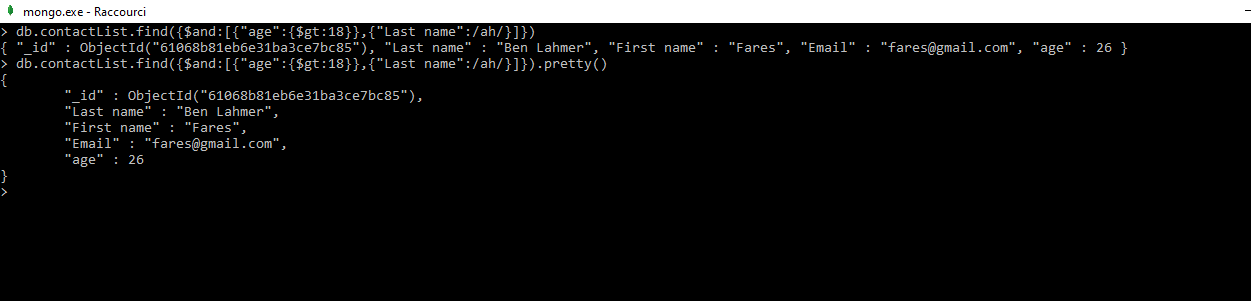 mongo.exe - Raccourci
> db.contactList.find({$and:[{"age":{$gt:18}},{"Last name":/ah/}]})
{ "_id" : ObjectId("61068b81eb6e31ba3ce7bc85"), "Last name" : "Ben Lahmer", "First name" : "Fares", "Email" : "fares@gmail.com", "age" : 26 }
> db.contactList.find({$and:[{"age":{$gt:18}},{"Last name":/ah/}]}).pretty()
{
"_id" : ObjectId("61068b81eb6e31ba3ce7bc85"),
"Last name" : "Ben Lahmer",
"First name" : "Fares",
"Email" : "fares@gmail.com",
"age" : 26
}
>